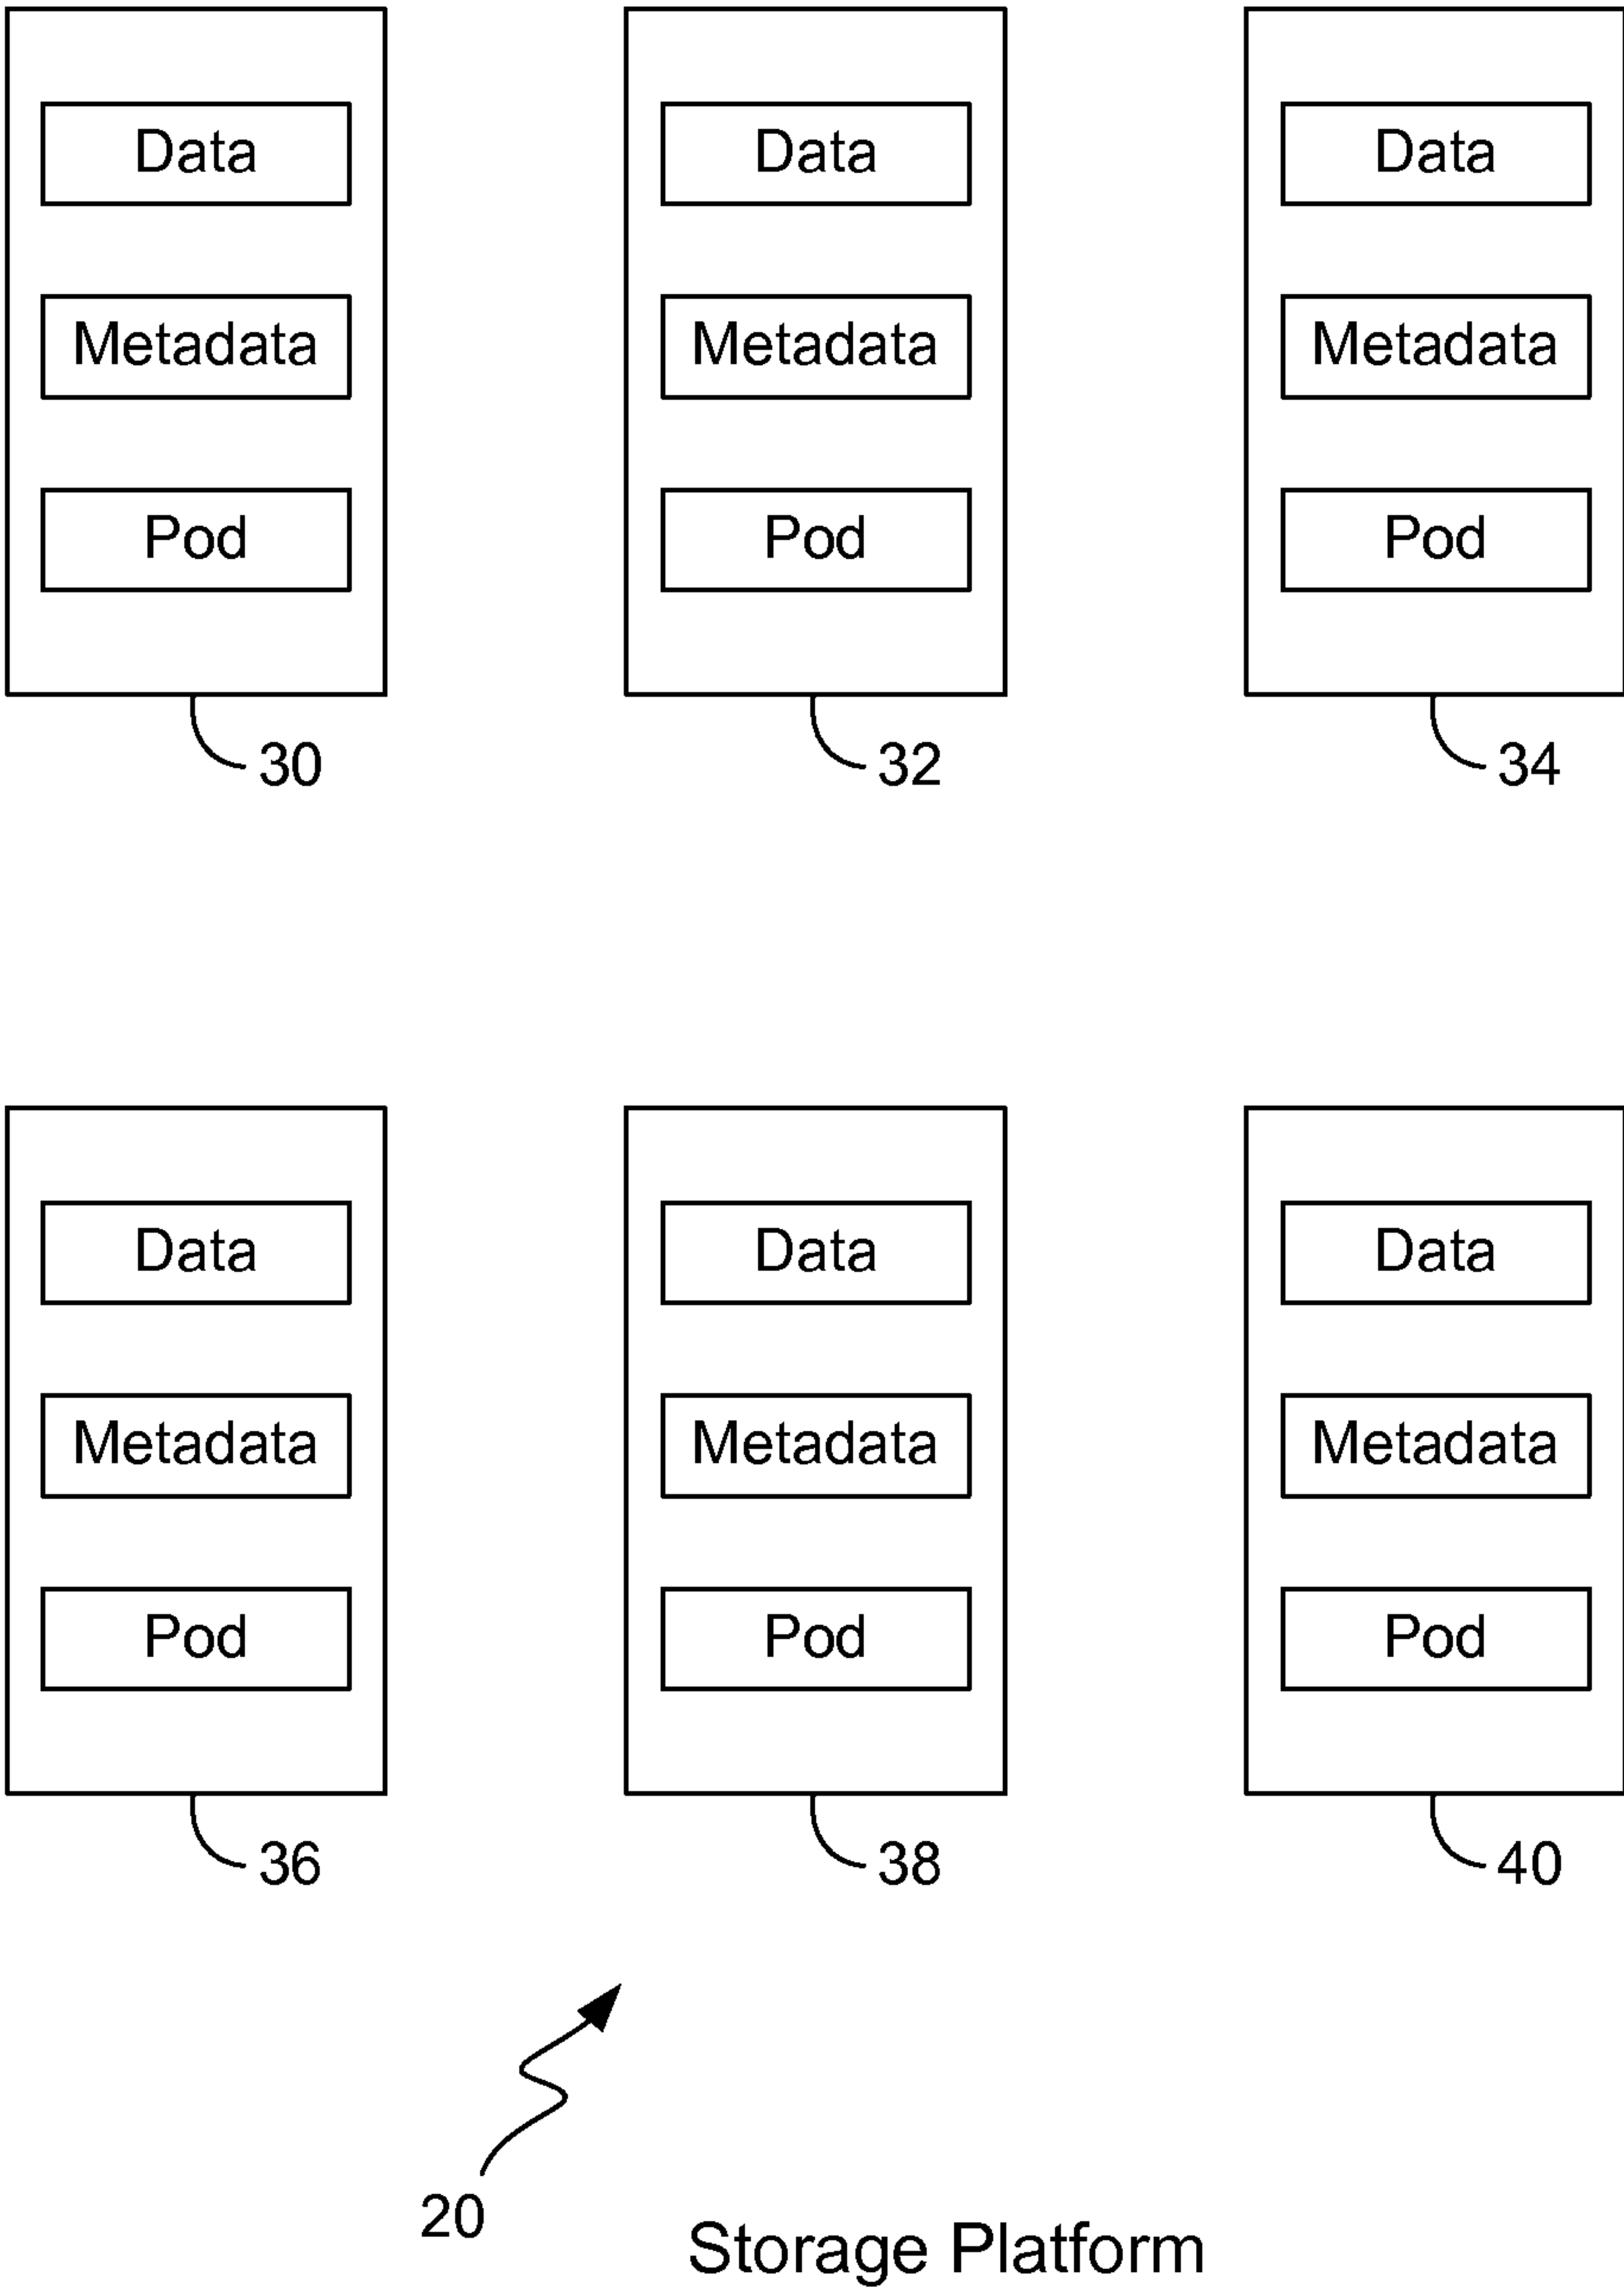 Data Data Data
Metadata Metadata Metadata
Pod Pod Pod
30 32 34
Data Data Data
Metadata Metadata Metadata
Pod Pod Pod
36 38 40
20
Storage Platform